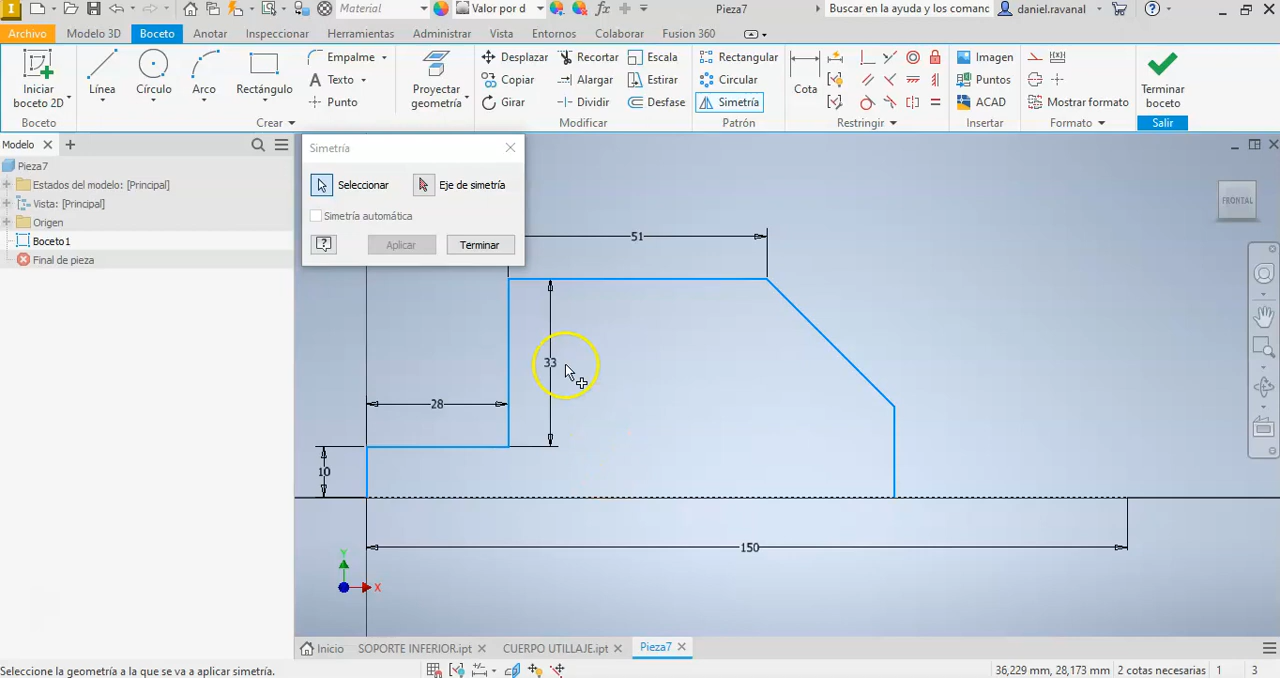 Material
Valor por d
fx
Pieza7
Buscar en la ayuda y los comanc
daniel.ravanal
Archivo Modelo 3D Boceto Anotar Inspeccionar Herramientas Administrar Vista Entornos Colaborar Fusion 360
Iniciar
boceto 2D
Línea
Círculo
Arco
Rectángulo
Empalme
Texto
Punto
Proyectar
geometría
Desplazar
Copiar
Girar
Recortar
Alargar
Dividir
Escala
Estirar
Desfase
Rectangular
Circular
Simetría
Cota
Imagen
Puntos
ACAD
Mostrar formato
Terminar
boceto
Boceto Crear Modificar Patrón Restringir Insertar Formato Salir
Modelo
Pieza7
Estados del modelo: [Principal]
Vista: [Principal]
Origen
Boceto1
Final de pieza
Simetría
Seleccionar
Eje de simetría
Simetría automática
Aplicar
Terminar
FRONTAL
51
33
28
10
150
Y
X
Inicio SOPORTE INFERIOR.ipt CUERPO UTILLAJE.ipt Pieza7
Seleccione la geometría a la que se va a aplicar simetría.
36,229 mm, 28,173 mm 2 cotas necesarias 1 3